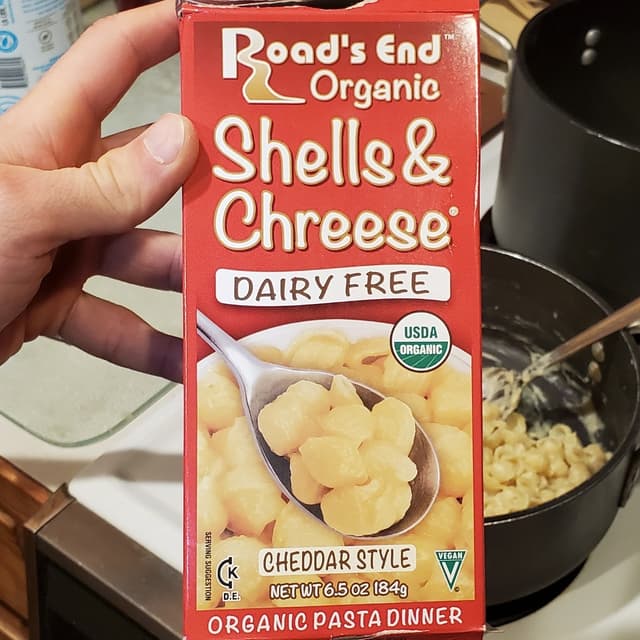 Road's End™
Organic
Shells &
Chreese®
DAIRY FREE
USDA
ORGANIC
SERVING SUGGESTION
K
D.E.
CHEDDAR STYLE
NET WT 6.5 OZ 184g
VEGAN
V
ORGANIC PASTA DINNER